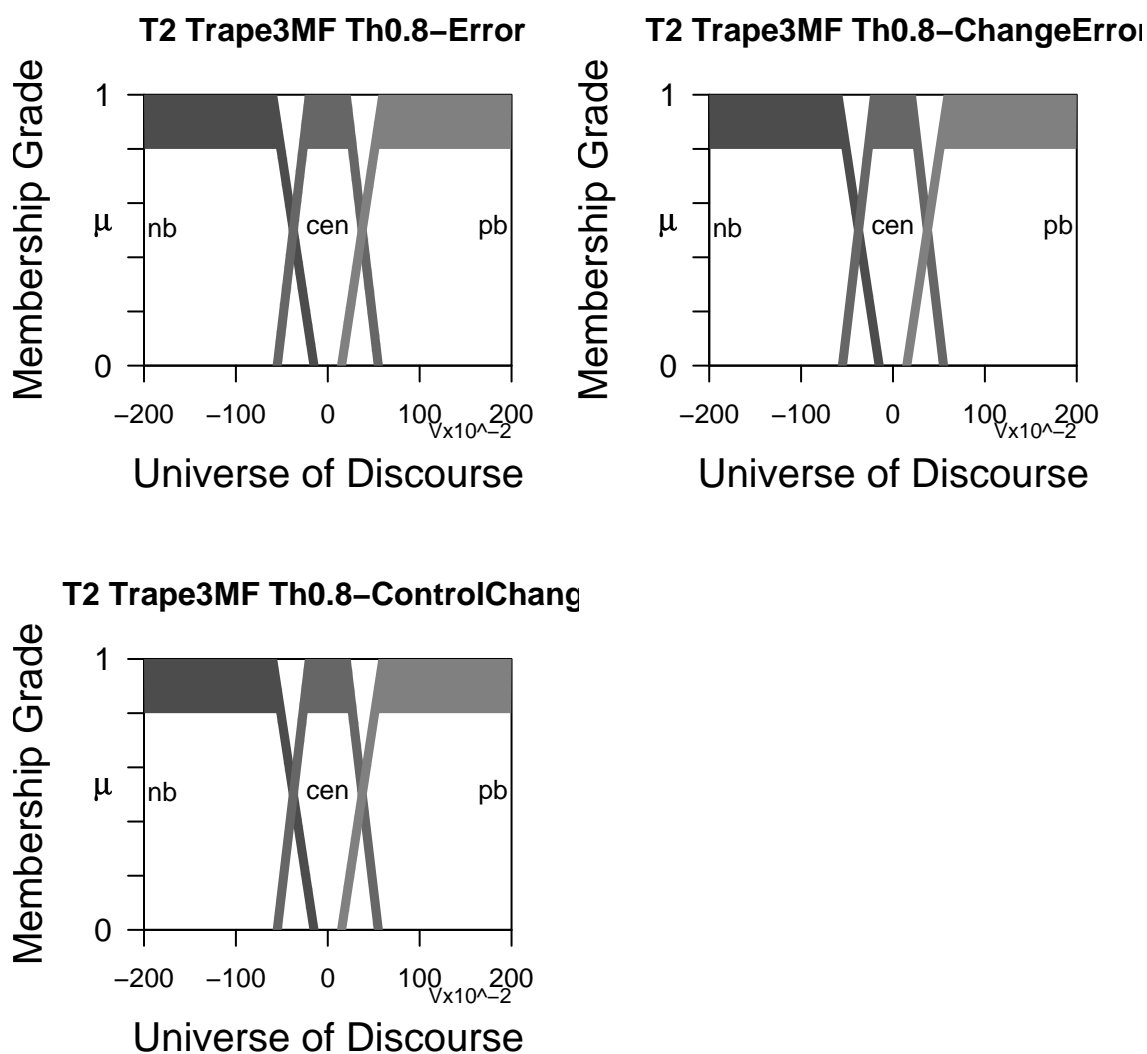 T2 Trape3MF Th0.8−Error
Membership Grade
1
μ
0
nb
cen
pb
−200 −100 0 100 200
Vx10^−2
Universe of Discourse
T2 Trape3MF Th0.8−ChangeError
Membership Grade
1
μ
0
nb
cen
pb
−200 −100 0 100 200
Vx10^−2
Universe of Discourse
T2 Trape3MF Th0.8−ControlChang
Membership Grade
1
μ
0
nb
cen
pb
−200 −100 0 100 200
Vx10^−2
Universe of Discourse